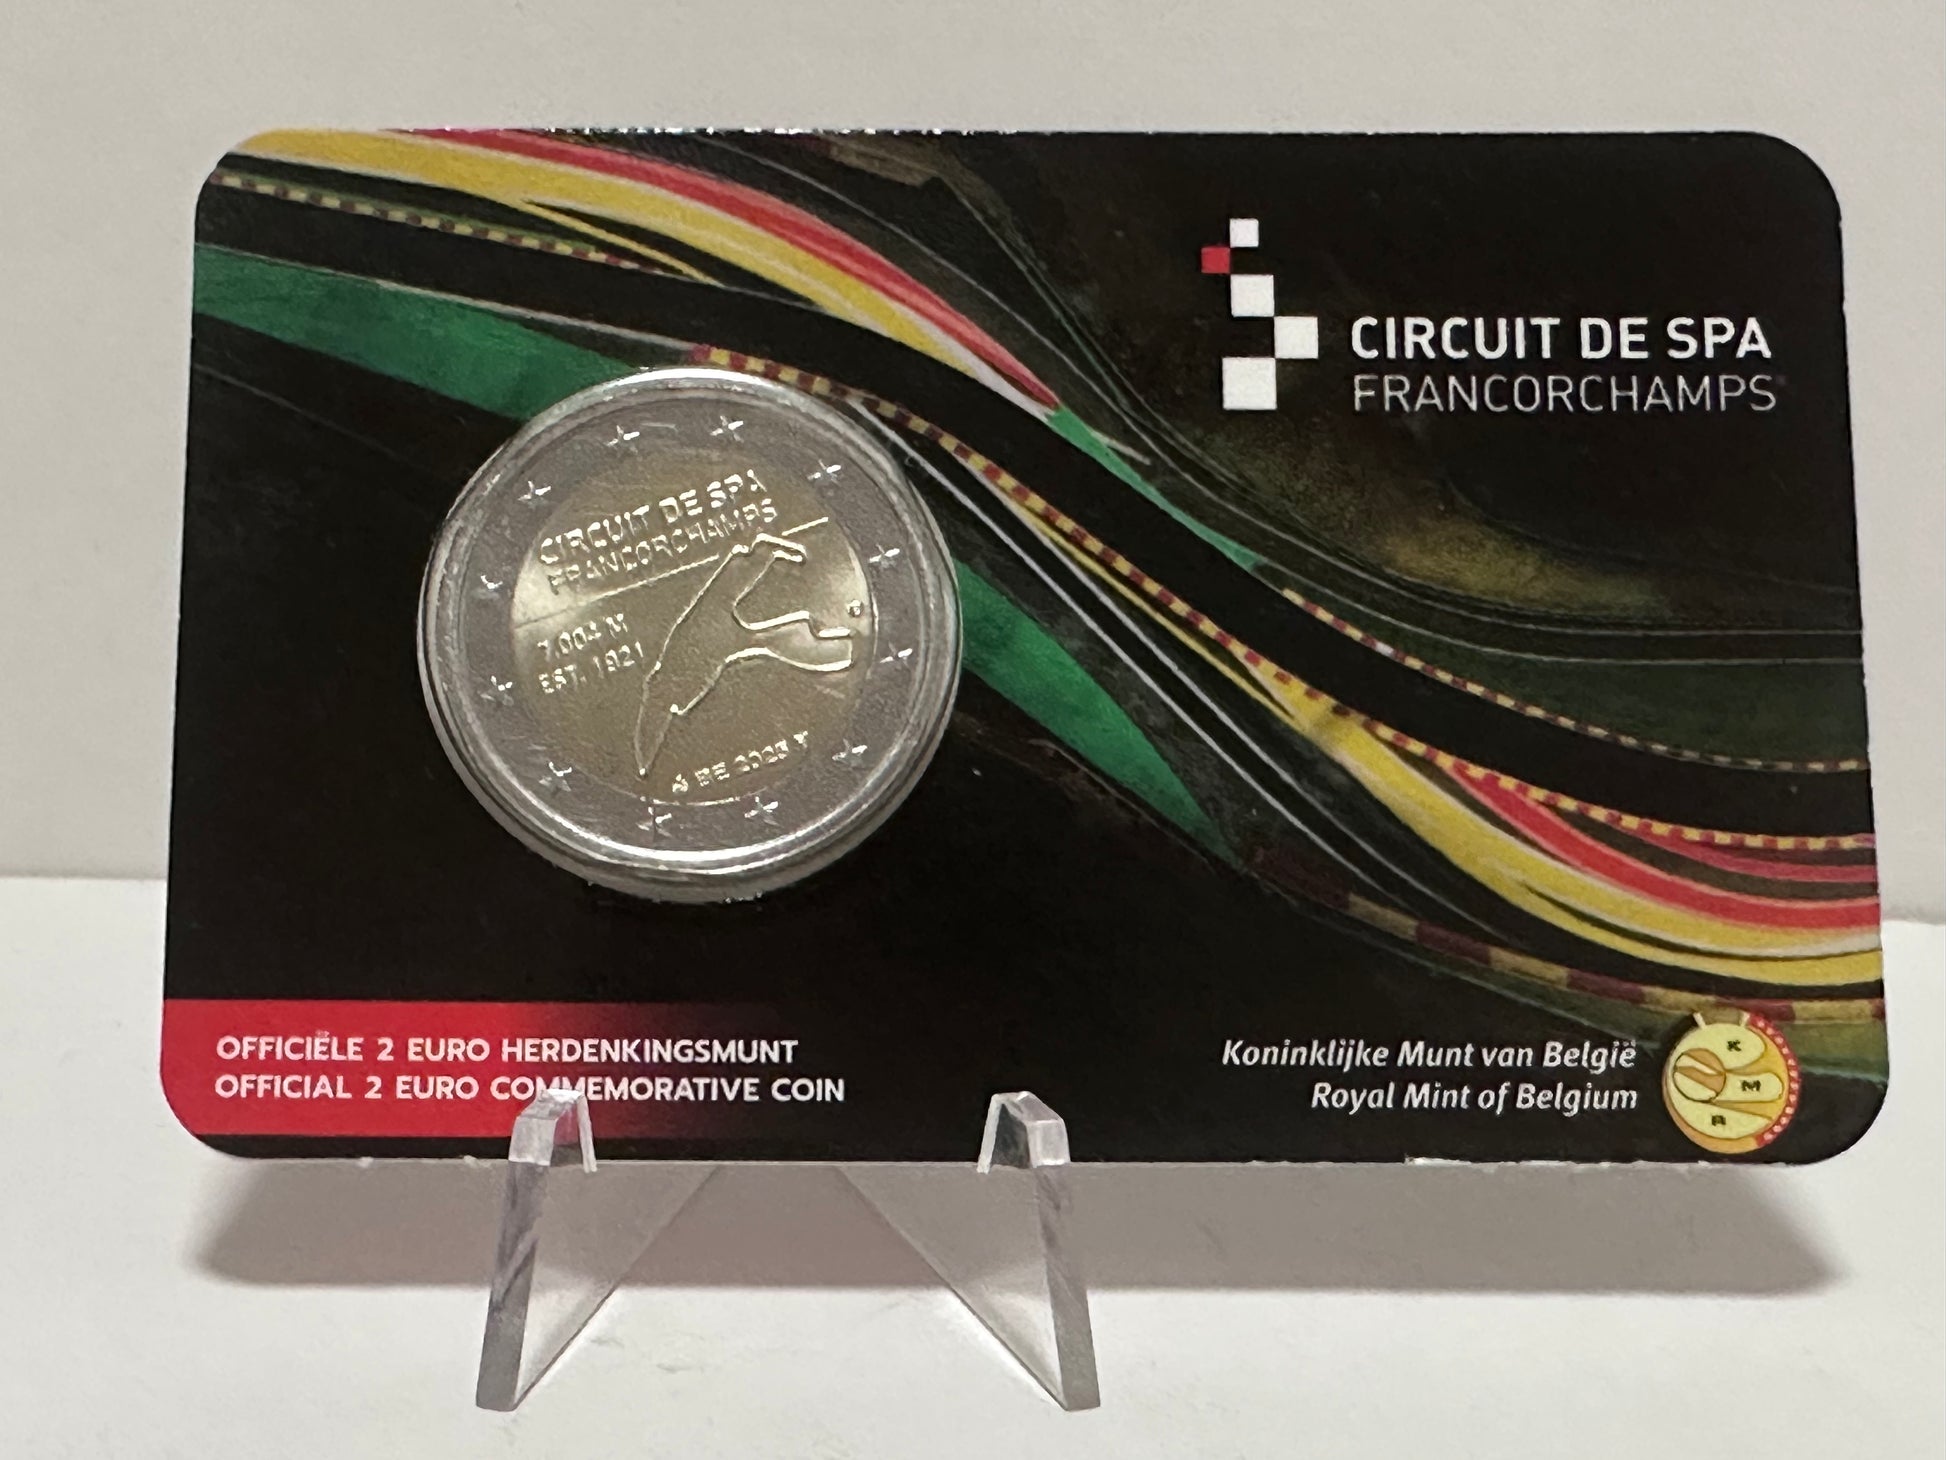 CIRCUIT DE SPA
FRANCORCHAMPS
CIRCUIT DE SPA
FRANCORCHAMPS
7.004 M
EST. 1921
BE 2025
OFFICIËLE 2 EURO HERDENKINGSMUNT
OFFICIAL 2 EURO COMMEMORATIVE COIN
Koninklijke Munt van België
Royal Mint of Belgium
K
M